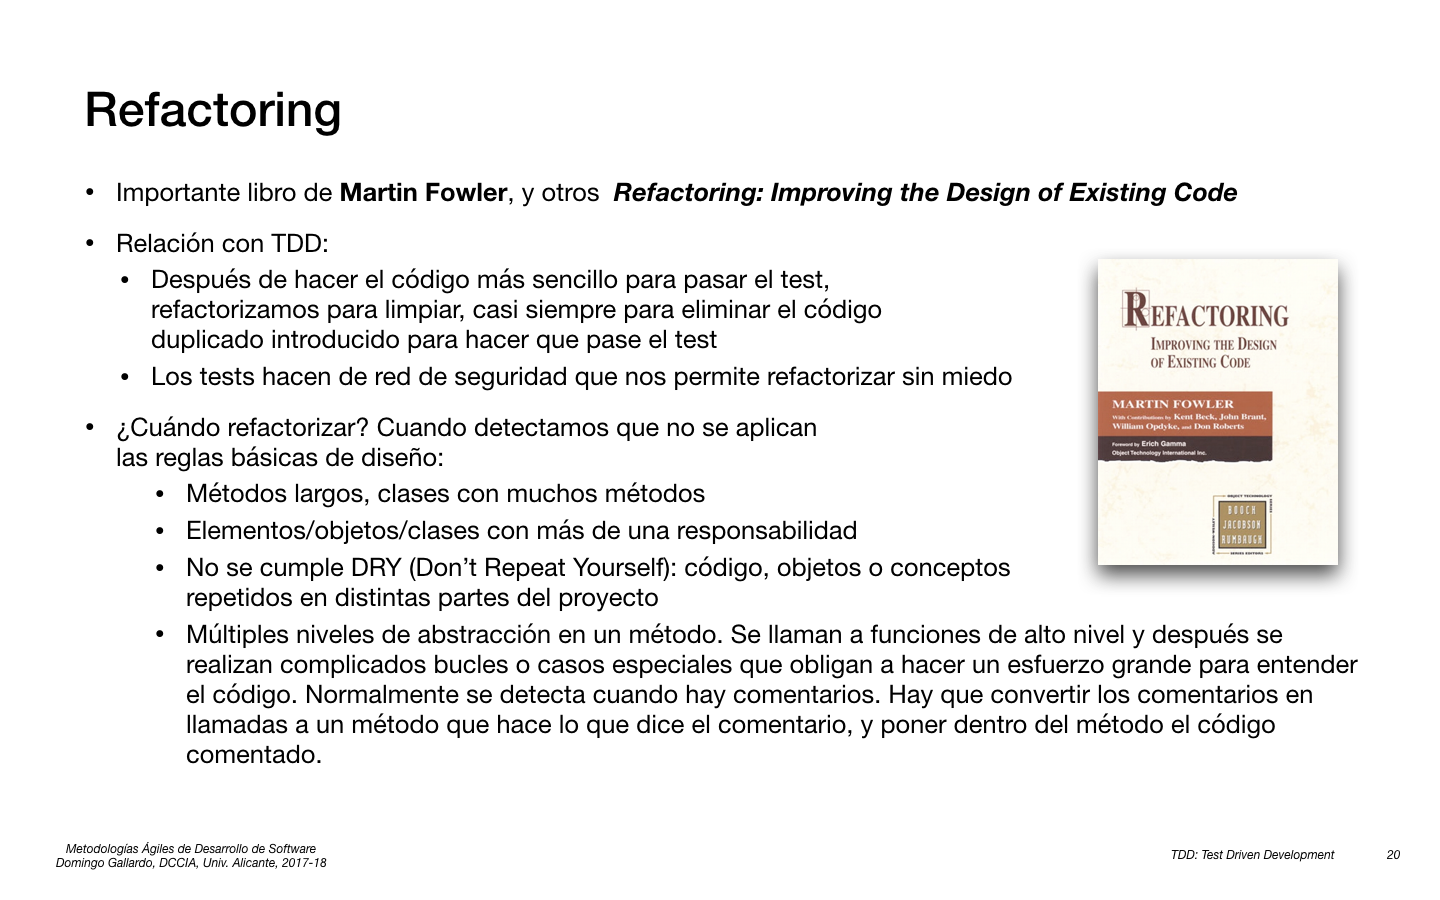 Refactoring
• Importante libro de Martin Fowler, y otros Refactoring: Improving the Design of Existing Code
• Relación con TDD:
• Después de hacer el código más sencillo para pasar el test,
refactorizamos para limpiar, casi siempre para eliminar el código
duplicado introducido para hacer que pase el test
• Los tests hacen de red de seguridad que nos permite refactorizar sin miedo
• ¿Cuándo refactorizar? Cuando detectamos que no se aplican
las reglas básicas de diseño:
• Métodos largos, clases con muchos métodos
• Elementos/objetos/clases con más de una responsabilidad
• No se cumple DRY (Don’t Repeat Yourself): código, objetos o conceptos
repetidos en distintas partes del proyecto
• Múltiples niveles de abstracción en un método. Se llaman a funciones de alto nivel y después se
realizan complicados bucles o casos especiales que obligan a hacer un esfuerzo grande para entender
el código. Normalmente se detecta cuando hay comentarios. Hay que convertir los comentarios en
llamadas a un método que hace lo que dice el comentario, y poner dentro del método el código
comentado.
REFACTORING
IMPROVING THE DESIGN
OF EXISTING CODE
MARTIN FOWLER
With Contributions by Kent Beck, John Brant,
William Opdyke, and Don Roberts
Foreword by Erich Gamma
Object Technology International Inc.
OBJECT TECHNOLOGY
SERIES
BOOCH
JACOBSON
RUMBAUGH
ADDISON-WESLEY
SERIES EDITORS
Metodologías Ágiles de Desarrollo de Software
Domingo Gallardo, DCCIA, Univ. Alicante, 2017-18
TDD: Test Driven Development
20